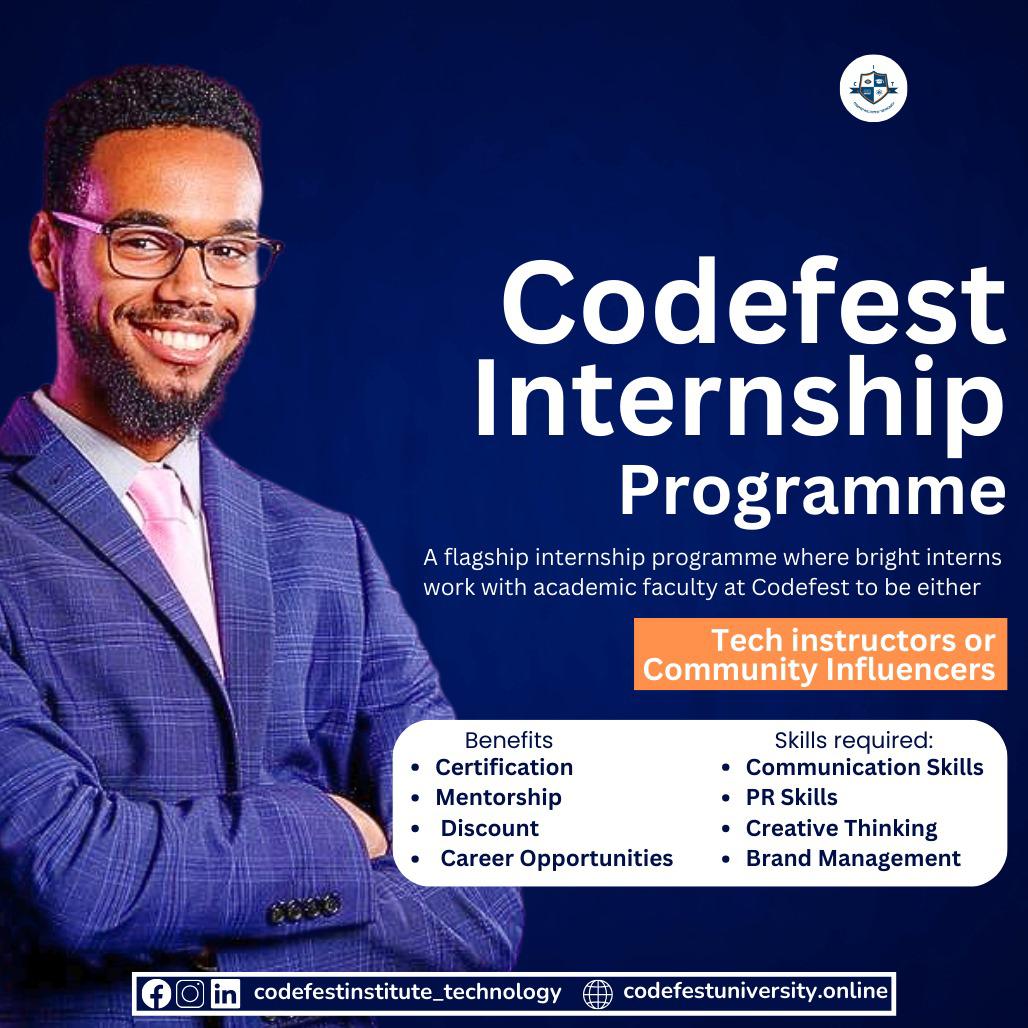 Codefest
Internship
Programme
A flagship internship programme where bright interns
work with academic faculty at Codefest to be either
Tech instructors or
Community Influencers
Benefits
• Certification
• Mentorship
• Discount
• Career Opportunities
Skills required:
• Communication Skills
• PR Skills
• Creative Thinking
• Brand Management
codefestinstitute_technology
codefestuniversity.online